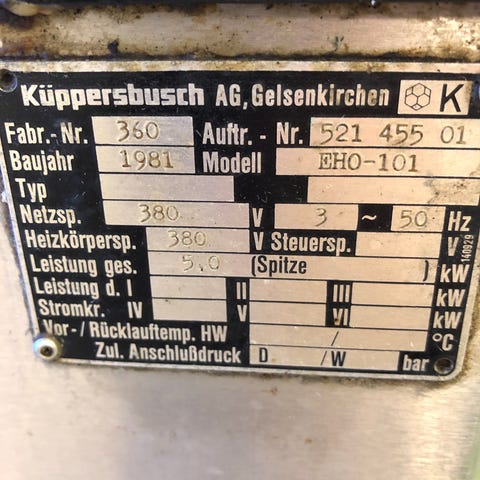 Küppersbusch AG, Gelsenkirchen K
Fabr.-Nr. 360 Auftr.-Nr. 521 455 01
Baujahr 1981 Modell EHO-101
Typ
Netzsp. 380 V 3 ~ 50 Hz
Heizkörpersp. 380 V Steuersp. V
Leistung ges. 5,0 (Spitze ) kW
Leistung d. I II III kW
Stromkr. IV V VI kW
Vor-/Rücklauftemp. HW / °C
Zul. Anschlußdruck D /W bar
140929